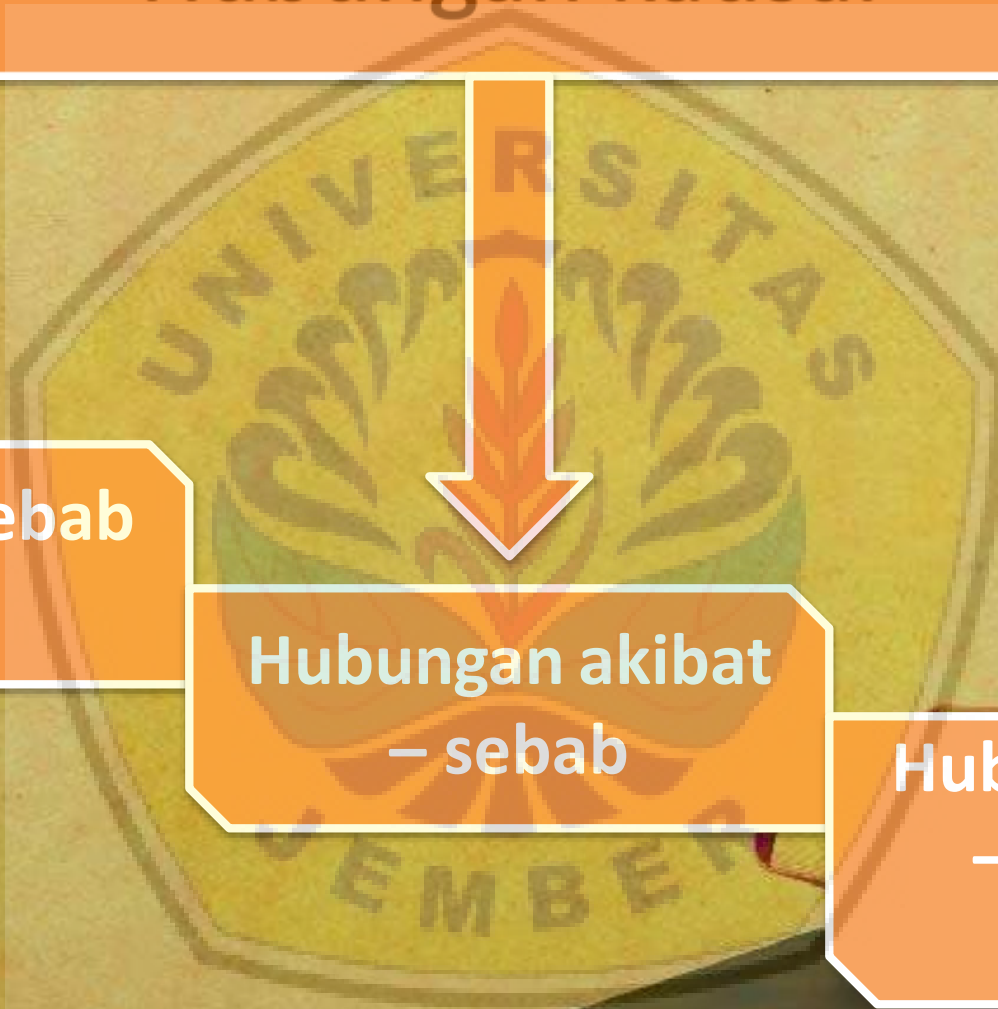 UNIVERSITAS
ebab
Hubungan akibat
– sebab
Hub
–
JEMBER